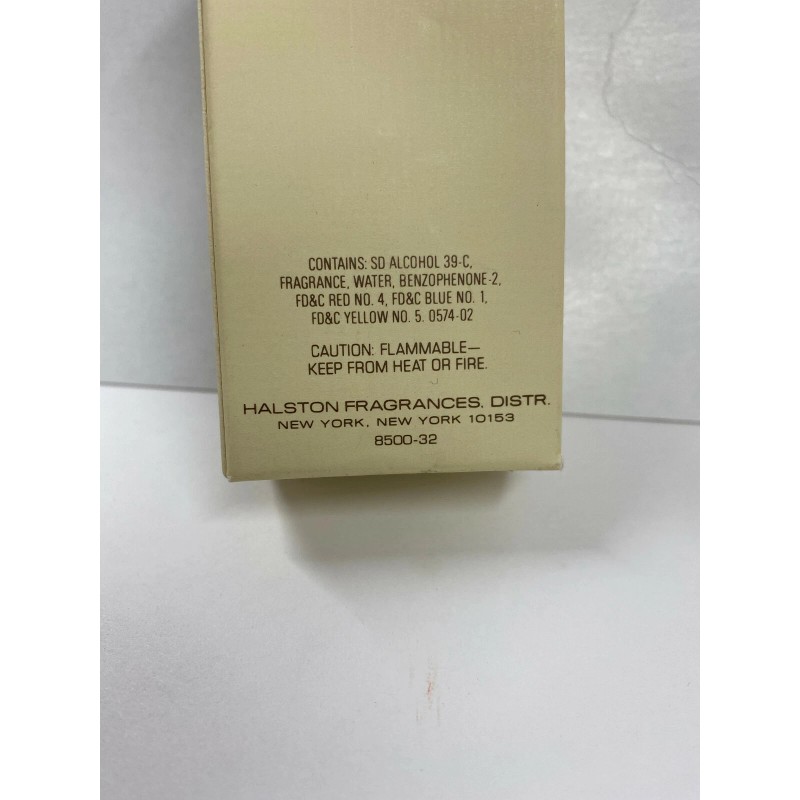 CONTAINS: SD ALCOHOL 39-C,
FRAGRANCE, WATER, BENZOPHENONE-2,
FD&C RED NO. 4, FD&C BLUE NO. 1,
FD&C YELLOW NO. 5. 0574-02
CAUTION: FLAMMABLE—
KEEP FROM HEAT OR FIRE.
HALSTON FRAGRANCES, DISTR.
NEW YORK, NEW YORK 10153
8500-32